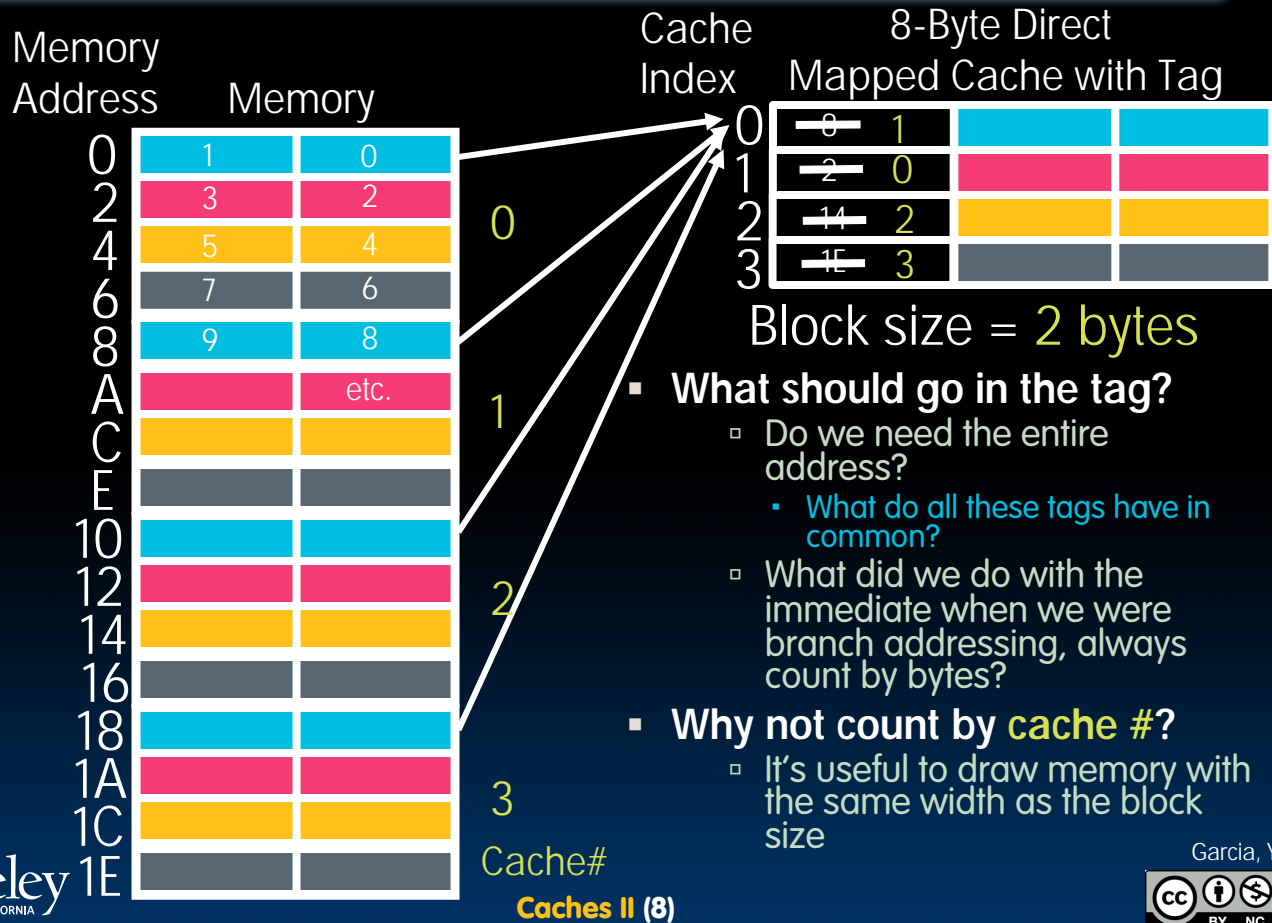 Memory
Address
Memory
0
2
4
6
8
A
C
E
10
12
14
16
18
1A
1C
1E
1 0
3 2
5 4
7 6
9 8
etc.
0
1
2
3
Cache#
Cache
Index
8-Byte Direct
Mapped Cache with Tag
0 8 1
1 2 0
2 14 2
3 1E 3
Block size = 2 bytes
What should go in the tag?
Do we need the entire
address?
What do all these tags have in
common?
What did we do with the
immediate when we were
branch addressing, always
count by bytes?
Why not count by cache #?
It's useful to draw memory with
the same width as the block
size
Garcia,
Caches II (8)
cc
BY NC